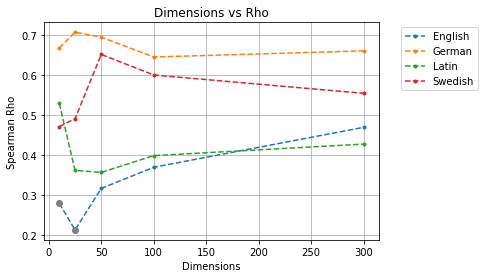 Dimensions vs Rho
Spearman Rho
0.7
0.6
0.5
0.4
0.3
0.2
0
50
100
150
200
250
300
Dimensions
English
German
Latin
Swedish